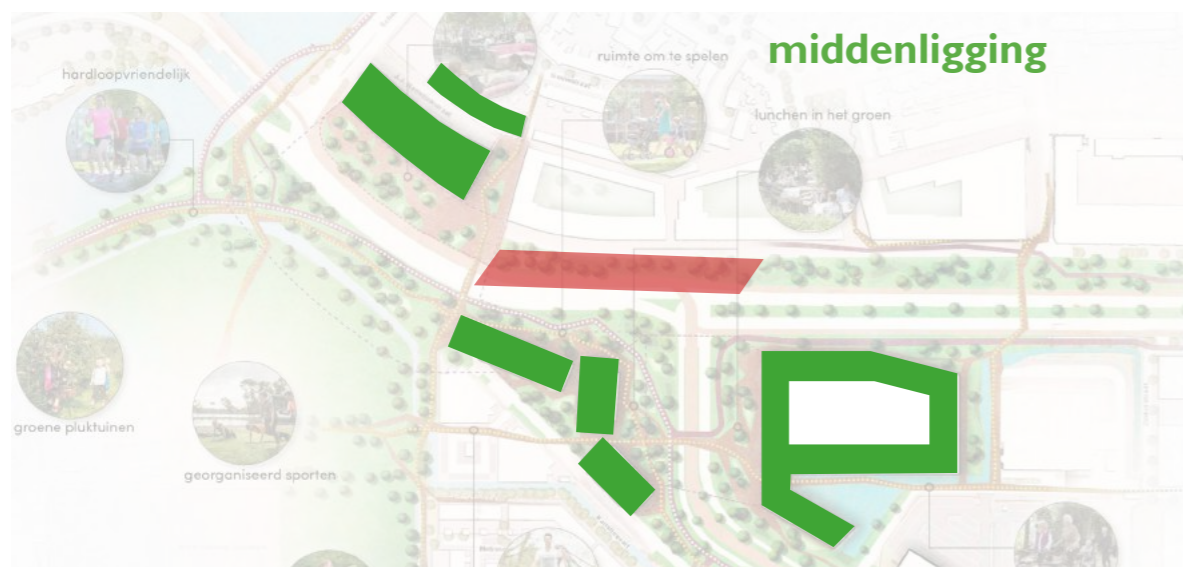 middenligging
ruimte om te spelen
hardloopvriendelijk
lunchen in het groen
groene pluktuinen
georganiseerd sporten